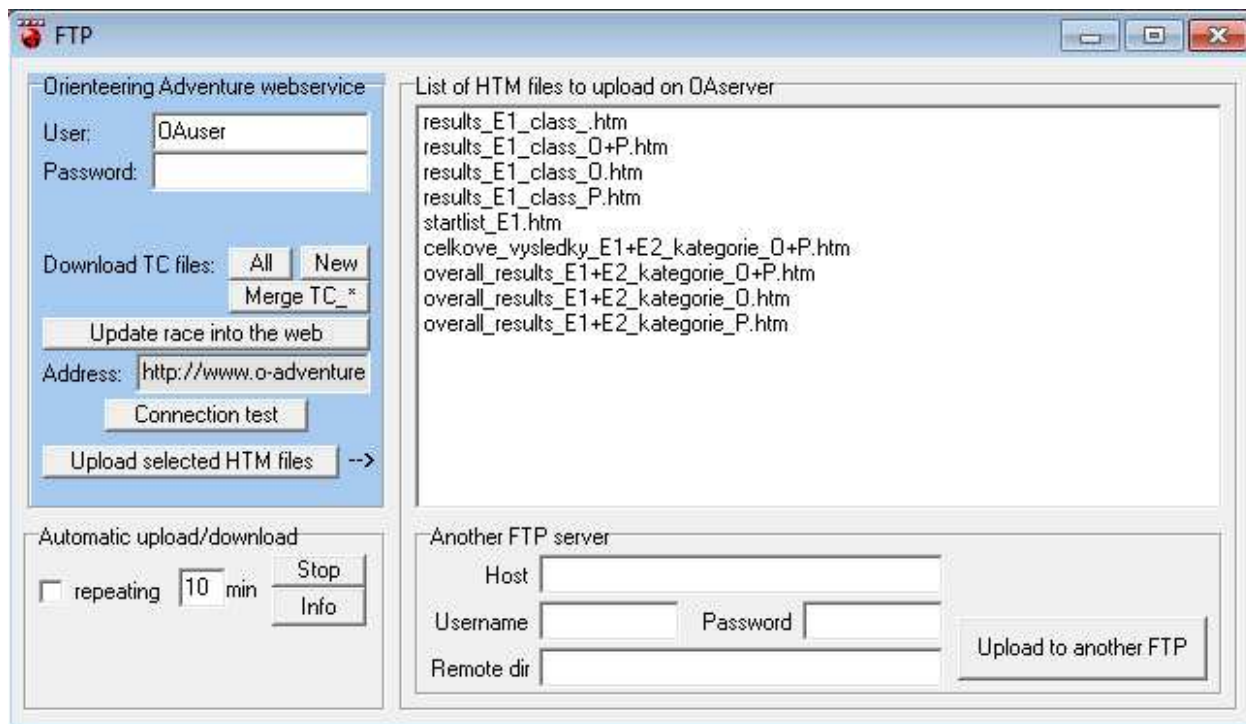 FTP
Orienteering Adventure webservice
User: OAuser
Password:
Download TC files: All New
Merge TC_*
Update race into the web
Address: http://www.o-adventure
Connection test
Upload selected HTM files -->
List of HTM files to upload on OAserver
results_E1_class_.htm
results_E1_class_O+P.htm
results_E1_class_O.htm
results_E1_class_P.htm
startlist_E1.htm
celkove_vysledky_E1+E2_kategorie_O+P.htm
overall_results_E1+E2_kategorie_O+P.htm
overall_results_E1+E2_kategorie_O.htm
overall_results_E1+E2_kategorie_P.htm
Automatic upload/download
repeating 10 min Stop
Info
Another FTP server
Host
Username Password
Remote dir
Upload to another FTP